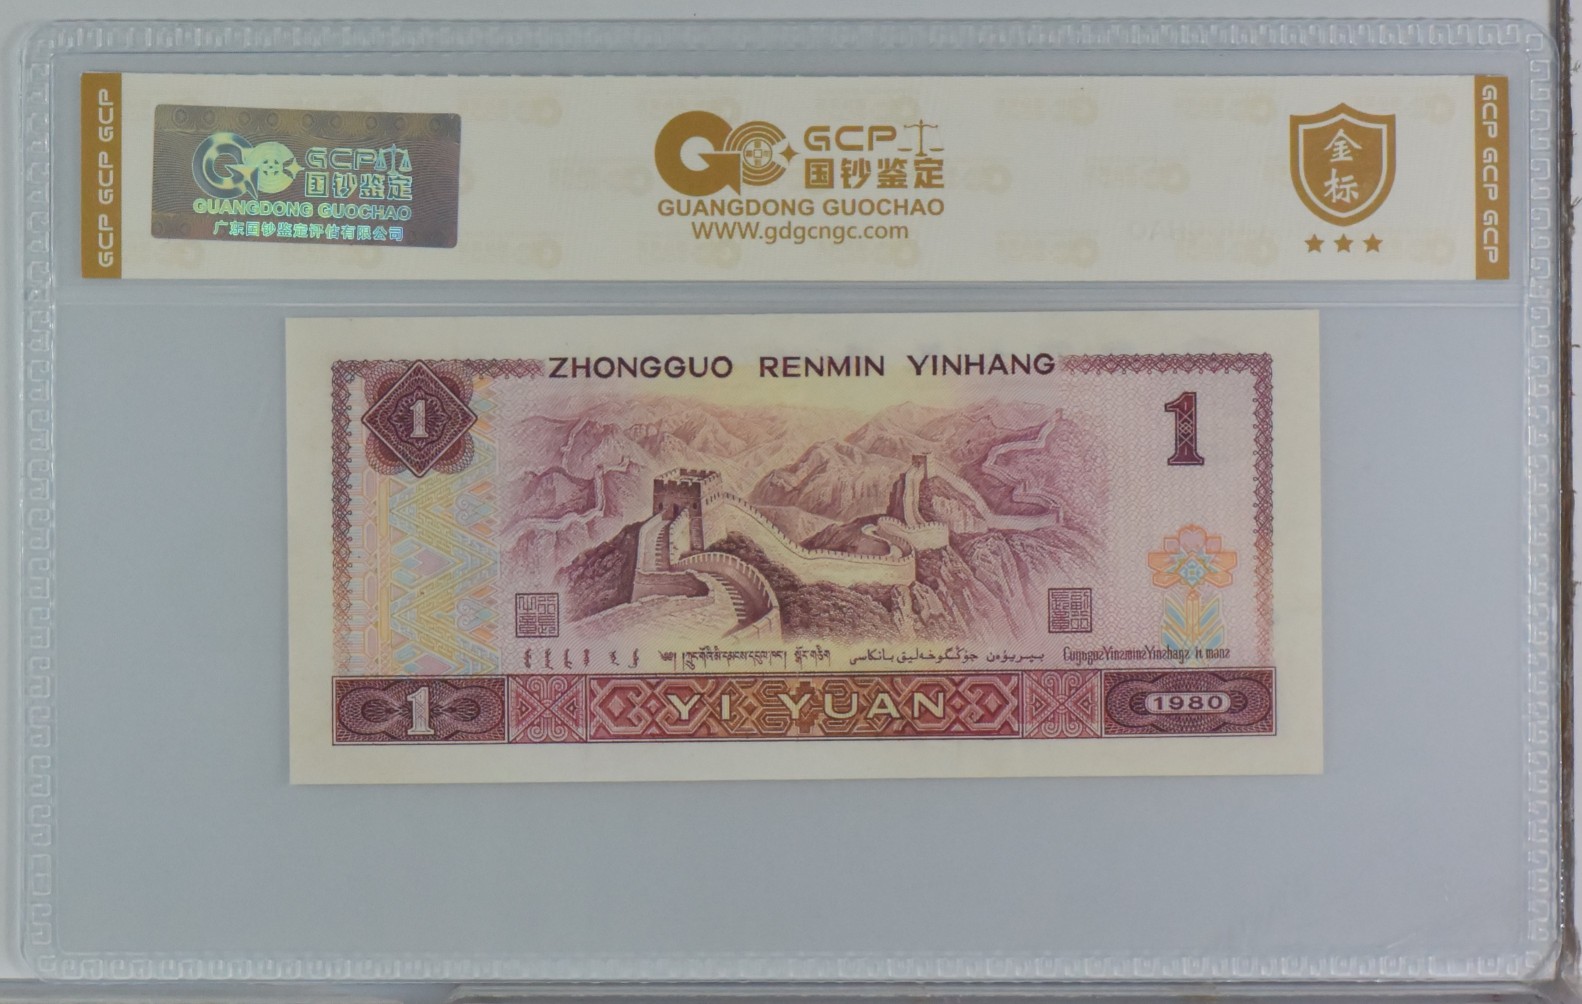 GCP GCP GCP
GCP
国钞鉴定
GUANGDONG GUOCHAO
广东国钞鉴定评估有限公司
GCP
国钞鉴定
GUANGDONG GUOCHAO
WWW.gdgcngc.com
金标
GCP GCP GCP
ZHONGGUO RENMIN YINHANG
1
1
1
YI YUAN
1980